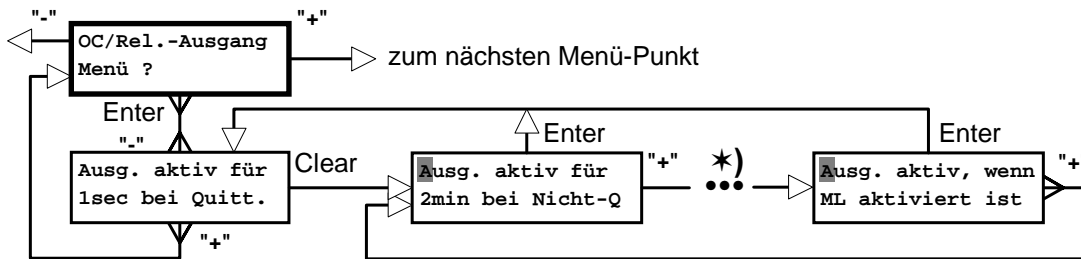 "-"
"+"
OC/Rel.-Ausgang
Menü ?
zum nächsten Menü-Punkt
Enter
"-"
Enter
Enter
Ausg. aktiv für
1sec bei Quitt.
Clear
Ausg. aktiv für
2min bei Nicht-Q
"+"
✶)
•••
Ausg. aktiv, wenn
ML aktiviert ist
"+
"+"